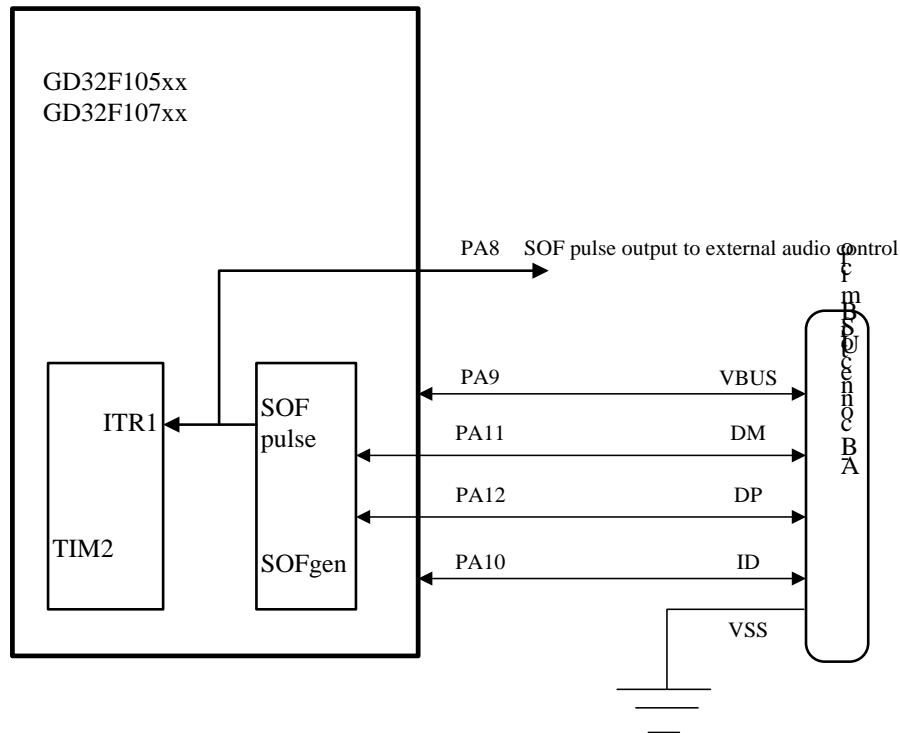 GD32F105xx
GD32F107xx
PA8 SOF pulse output to external audio control
PA9 VBUS
ITR1
SOF
pulse
PA11 DM
PA12 DP
TIM2
SOFgen
PA10 ID
VSS